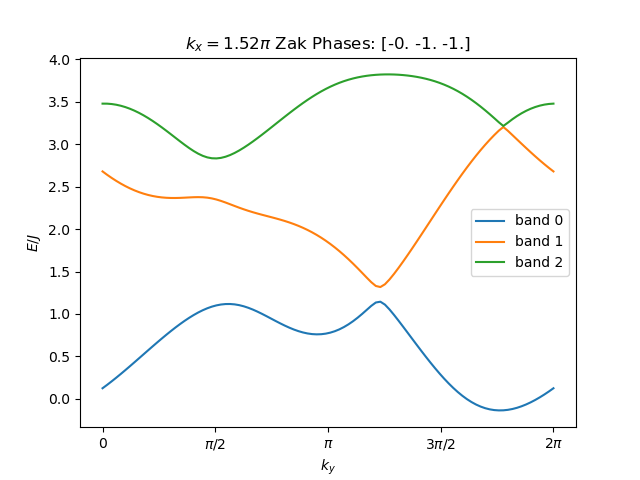 $k_x = 1.52\pi$ Zak Phases: [-0. -1. -1.]
4.0
3.5
3.0
2.5
2.0
1.5
1.0
0.5
0.0
E/J
band 0
band 1
band 2
0
π/2
π
3π/2
2π
$k_y$